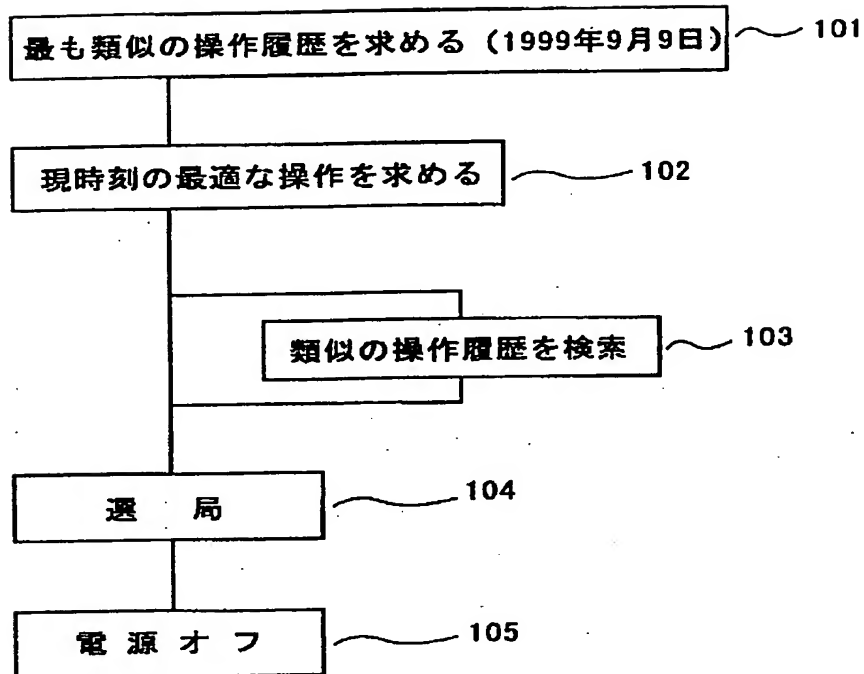 最も類似の操作履歴を求める（1999年9月9日）
101
現時刻の最適な操作を求める
102
類似の操作履歴を検索
103
選 局
104
電 源 オ フ
105